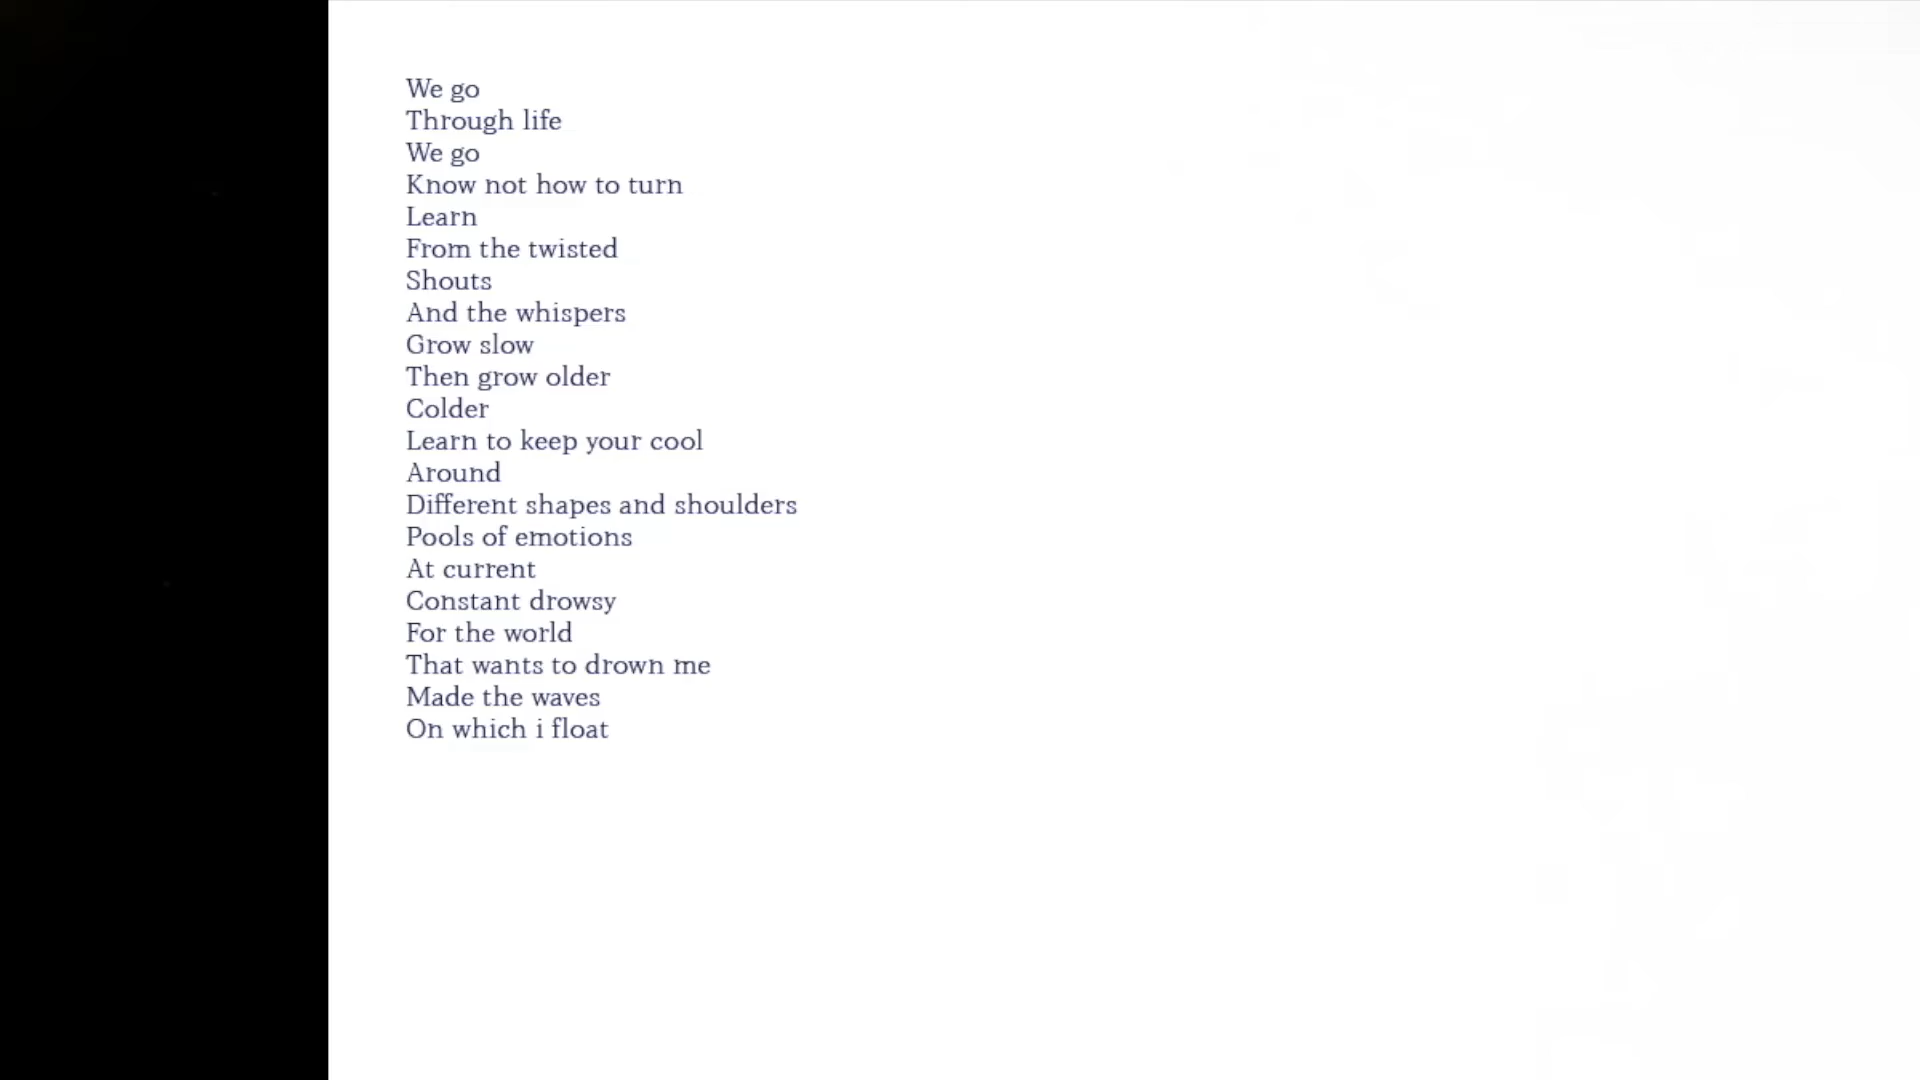 We go
Through life
We go
Know not how to turn
Learn
From the twisted
Shouts
And the whispers
Grow slow
Then grow older
Colder
Learn to keep your cool
Around
Different shapes and shoulders
Pools of emotions
At current
Constant drowsy
For the world
That wants to drown me
Made the waves
On which i float